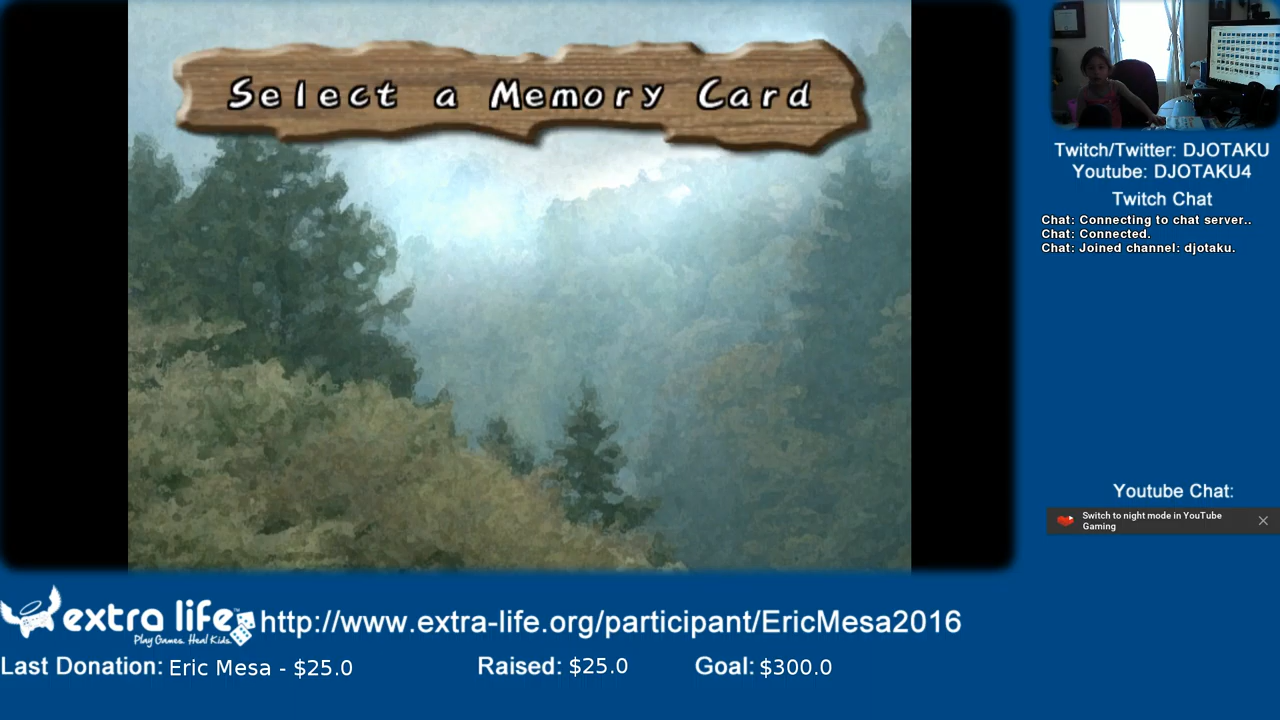 Select a Memory Card
Twitch/Twitter: DJOTAKU
Youtube: DJOTAKU4
Twitch Chat
Chat: Connecting to chat server..
Chat: Connected.
Chat: Joined channel: djotaku.
Youtube Chat:
Switch to night mode in YouTube
Gaming
extra life™
Play Games. Heal Kids.
http://www.extra-life.org/participant/EricMesa2016
Last Donation: Eric Mesa - $25.0
Raised: $25.0
Goal: $300.0